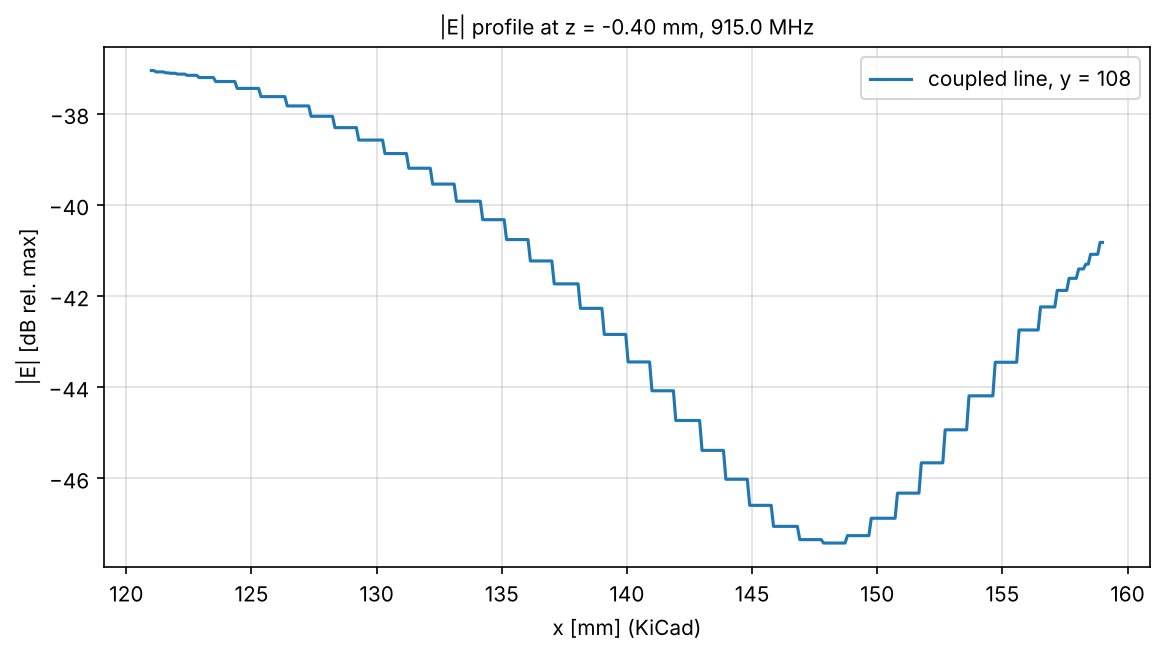 |E| profile at z = -0.40 mm, 915.0 MHz
coupled line, y = 108
|E| [dB rel. max]
−38
−40
−42
−44
−46
120 125 130 135 140 145 150 155 160
x [mm] (KiCad)